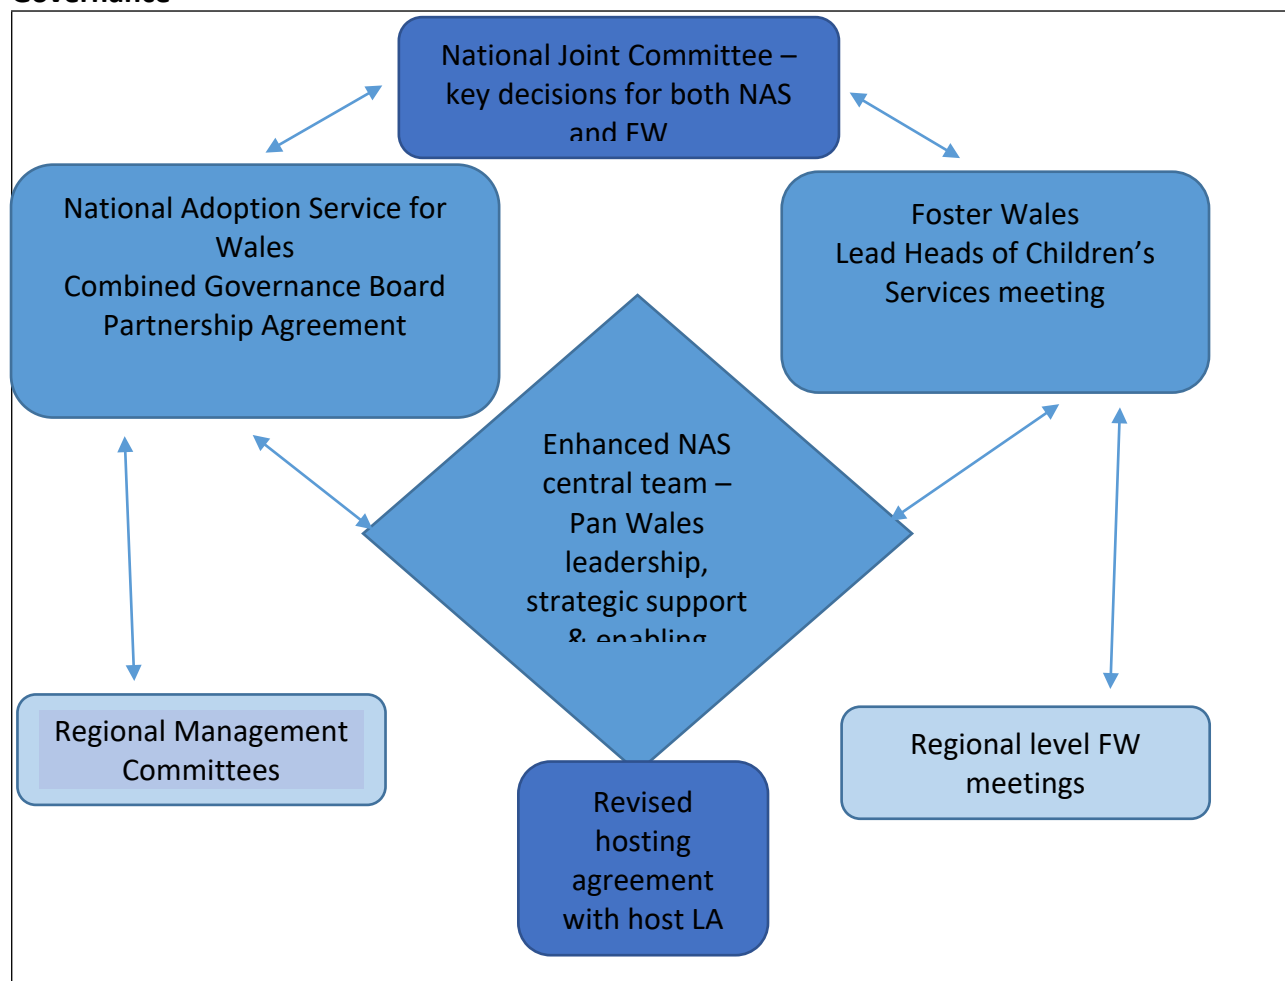 Governance
National Joint Committee –
key decisions for both NAS
and FW
National Adoption Service for
Wales
Combined Governance Board
Partnership Agreement
Foster Wales
Lead Heads of Children’s
Services meeting
Enhanced NAS
central team –
Pan Wales
leadership,
strategic support
& enabling
Regional Management
Committees
Regional level FW
meetings
Revised
hosting
agreement
with host LA